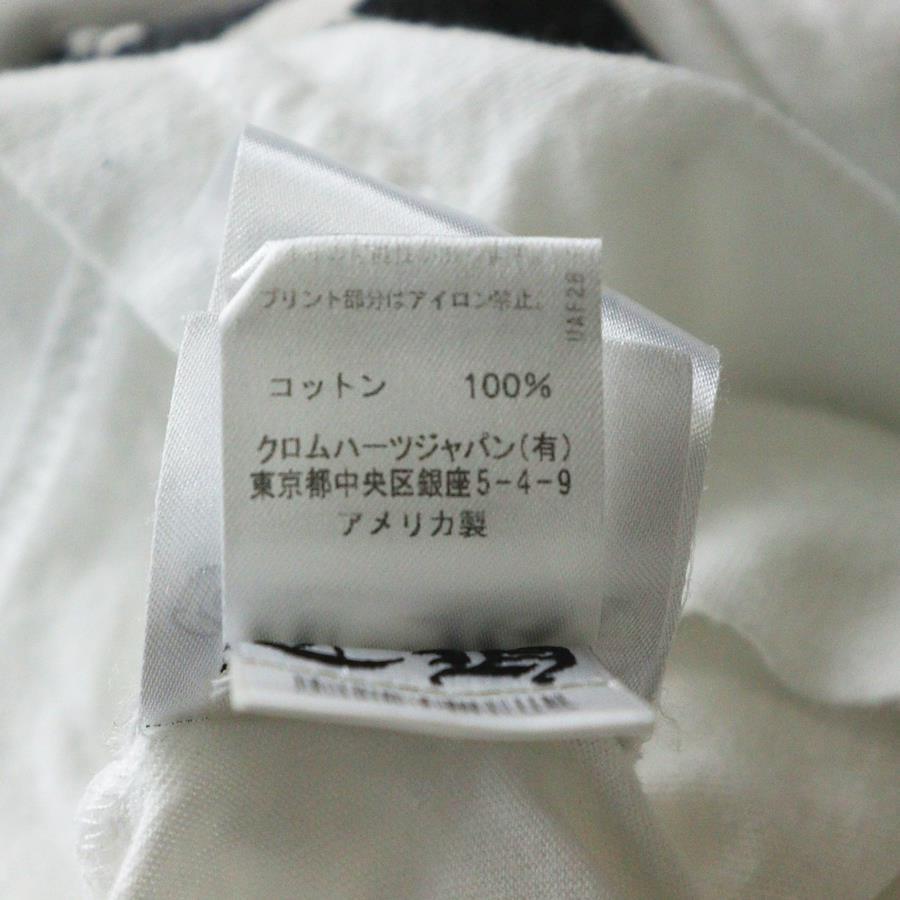 プリント部分はアイロン禁止。
UAF28
コットン 100%
クロムハーツジャパン(有)
東京都中央区銀座5-4-9
アメリカ製